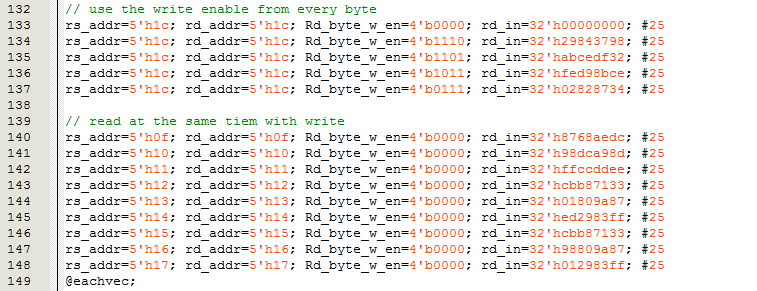 132 // use the write enable from every byte
133 rs_addr=5'h1c; rd_addr=5'h1c; Rd_byte_w_en=4'b0000; rd_in=32'h00000000; #25
134 rs_addr=5'h1c; rd_addr=5'h1c; Rd_byte_w_en=4'b1110; rd_in=32'h29843798; #25
135 rs_addr=5'h1c; rd_addr=5'h1c; Rd_byte_w_en=4'b1101; rd_in=32'habcedf32; #25
136 rs_addr=5'h1c; rd_addr=5'h1c; Rd_byte_w_en=4'b1011; rd_in=32'hfed98bce; #25
137 rs_addr=5'h1c; rd_addr=5'h1c; Rd_byte_w_en=4'b0111; rd_in=32'h02828734; #25
138
139 // read at the same tiem with write
140 rs_addr=5'h0f; rd_addr=5'h0f; Rd_byte_w_en=4'b0000; rd_in=32'h8768aedc; #25
141 rs_addr=5'h10; rd_addr=5'h10; Rd_byte_w_en=4'b0000; rd_in=32'h98dca98d; #25
142 rs_addr=5'h11; rd_addr=5'h11; Rd_byte_w_en=4'b0000; rd_in=32'hffccddee; #25
143 rs_addr=5'h12; rd_addr=5'h12; Rd_byte_w_en=4'b0000; rd_in=32'hcbb87133; #25
144 rs_addr=5'h13; rd_addr=5'h13; Rd_byte_w_en=4'b0000; rd_in=32'h01809a87; #25
145 rs_addr=5'h14; rd_addr=5'h14; Rd_byte_w_en=4'b0000; rd_in=32'hed2983ff; #25
146 rs_addr=5'h15; rd_addr=5'h15; Rd_byte_w_en=4'b0000; rd_in=32'hcbb87133; #25
147 rs_addr=5'h16; rd_addr=5'h16; Rd_byte_w_en=4'b0000; rd_in=32'h98809a87; #25
148 rs_addr=5'h17; rd_addr=5'h17; Rd_byte_w_en=4'b0000; rd_in=32'h012983ff; #25
149 @eachvec;